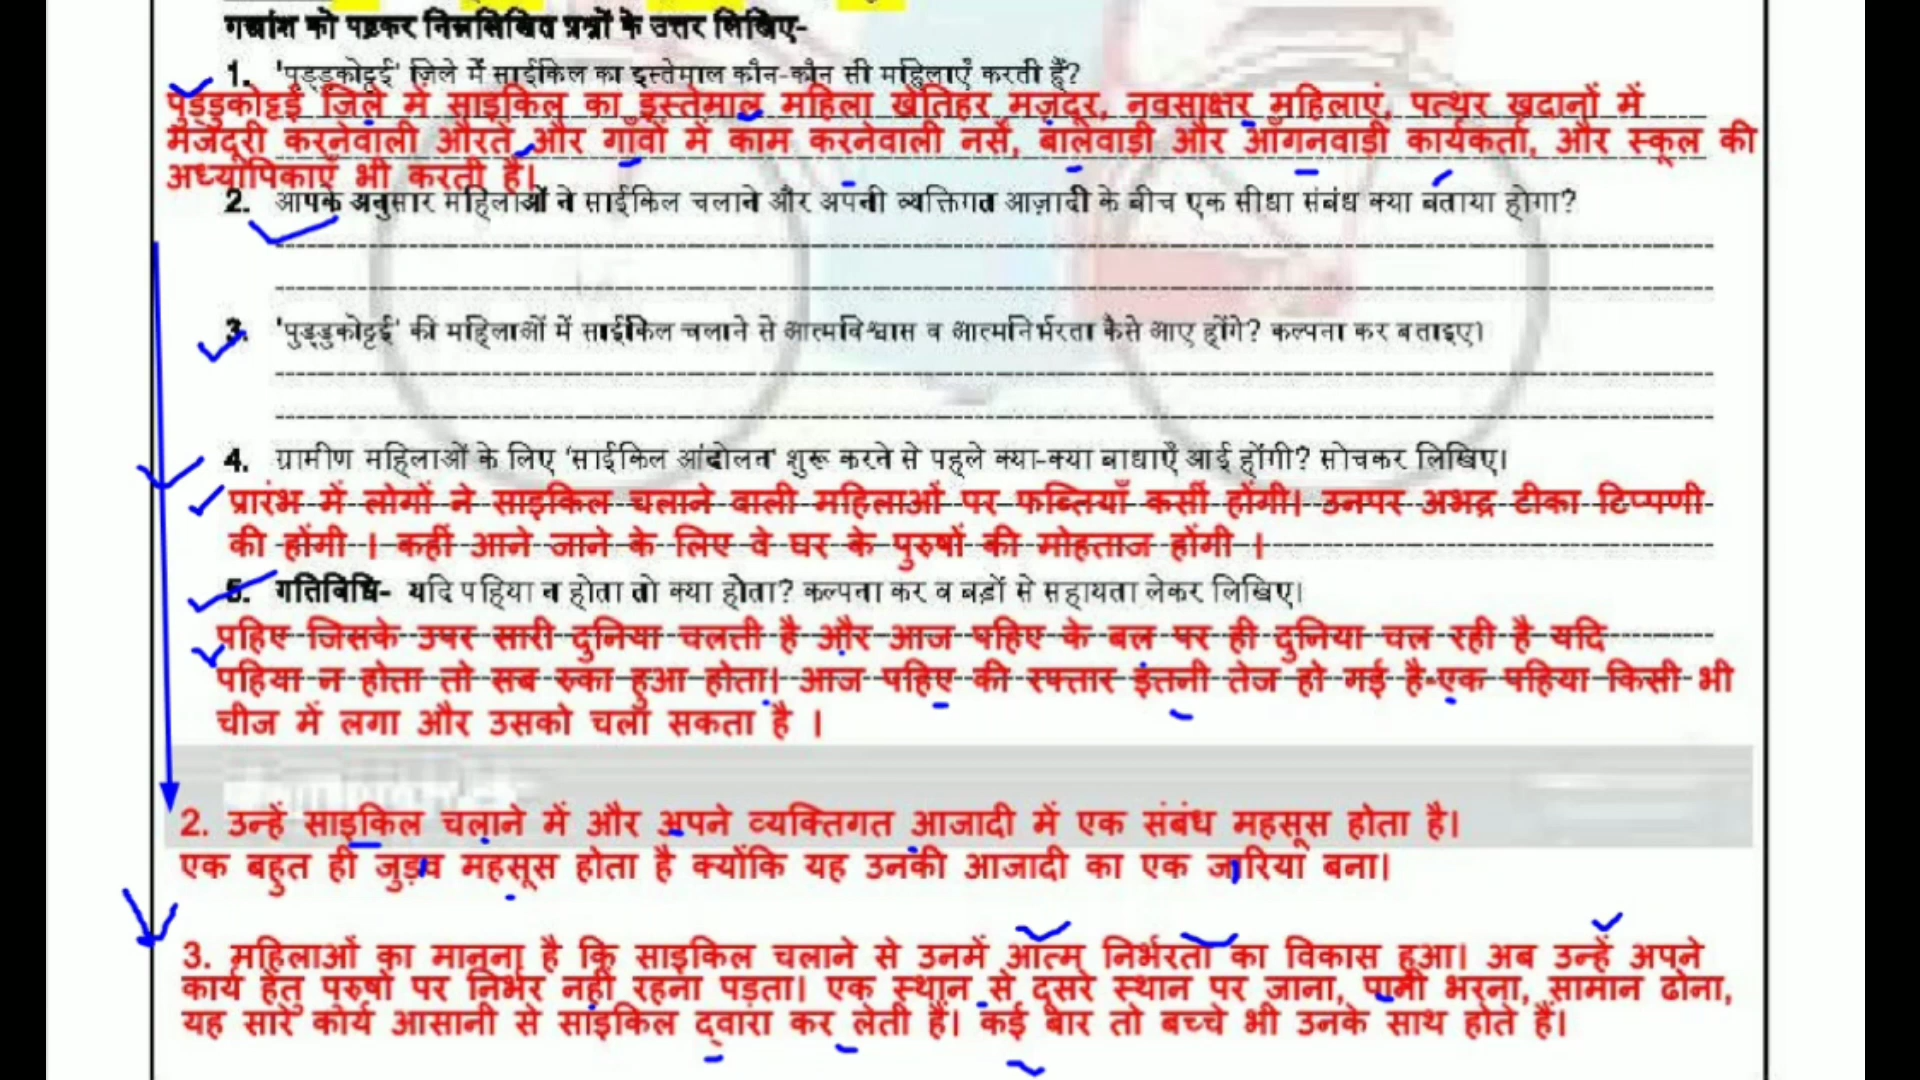 गद्यांश को पढ़कर निम्नलिखित प्रश्नों के उत्तर लिखिए-
1. 'पुड्डुकोट्टई' ज़िले में साईकिल का इस्तेमाल कौन-कौन सी महिलाएँ करती हैं?
पुड्डुकोट्टई जिले में साइकिल का इस्तेमाल महिला खेतिहर मज़दूर, नवसाक्षर महिलाएं, पत्थर खदानों में
मजदूरी करनेवाली औरतें और गाँवों में काम करनेवाली नर्सें, बालवाड़ी और आँगनवाड़ी कार्यकर्ता, और स्कूल की
अध्यापिकाएँ भी करती हैं।
2. आपके अनुसार महिलाओं ने साईकिल चलाने और अपनी व्यक्तिगत आज़ादी के बीच एक सीधा संबंध क्या बताया होगा?
3. 'पुड्डुकोट्टई' की महिलाओं में साईकिल चलाने से आत्मविश्वास व आत्मनिर्भरता कैसे आए होंगे? कल्पना कर बताइए।
4. ग्रामीण महिलाओं के लिए 'साईकिल आंदोलन' शुरू करने से पहले क्या-क्या बाधाएँ आई होंगी? सोचकर लिखिए।
प्रारंभ में लोगों ने साइकिल चलाने वाली महिलाओं पर फब्तियाँ कसीं होंगी। उनपर अभद्र टीका टिप्पणी
की होंगी । कहीं आने जाने के लिए वे घर के पुरुषों की मोहताज होंगी ।
5. गतिविधि- यदि पहिया न होता तो क्या होता? कल्पना कर व बड़ों से सहायता लेकर लिखिए।
पहिए जिसके उपर सारी दुनिया चलती है और आज पहिए के बल पर ही दुनिया चल रही है यदि
पहिया न होता तो सब रुका हुआ होता। आज पहिए की रफ्तार इतनी तेज हो गई है-एक पहिया किसी भी
चीज में लगा और उसको चला सकता है ।
2. उन्हें साइकिल चलाने में और अपने व्यक्तिगत आजादी में एक संबंध महसूस होता है।
एक बहुत ही जुड़व महसूस होता है क्योंकि यह उनकी आजादी का एक जरिया बना।
3. महिलाओं का मानना है कि साइकिल चलाने से उनमें आत्म निर्भरता का विकास हुआ। अब उन्हें अपने
कार्य हेतु पुरुषों पर निर्भर नहीं रहना पड़ता। एक स्थान से दूसरे स्थान पर जाना, पानी भरना, सामान ढोना,
यह सारे कार्य आसानी से साइकिल द्वारा कर लेती हैं। कई बार तो बच्चे भी उनके साथ होते हैं।